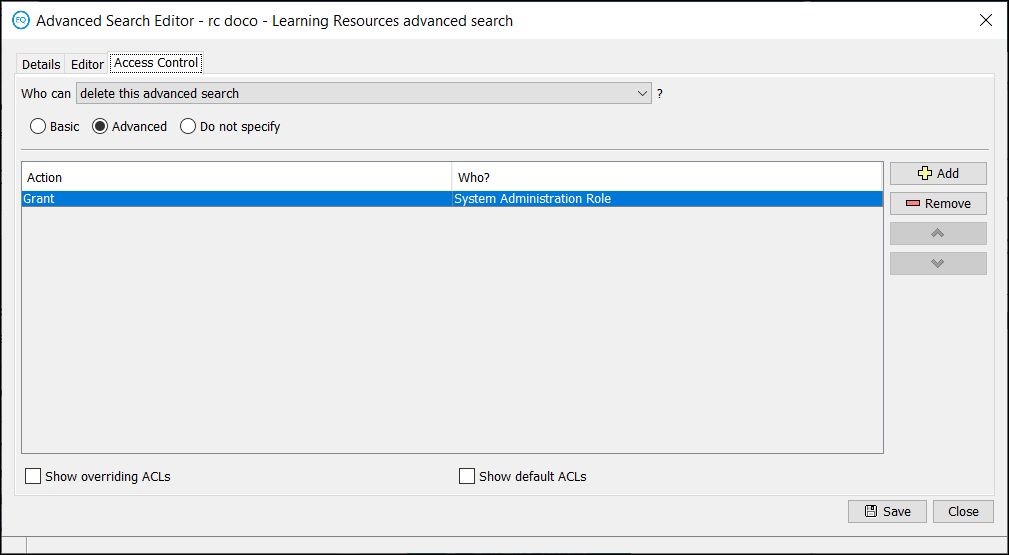 EQ Advanced Search Editor - rc doco - Learning Resources advanced search
Details Editor Access Control
Who can delete this advanced search ?
Basic Advanced Do not specify
Action Who?
Grant System Administration Role
Add
Remove
Show overriding ACLs Show default ACLs
Save Close